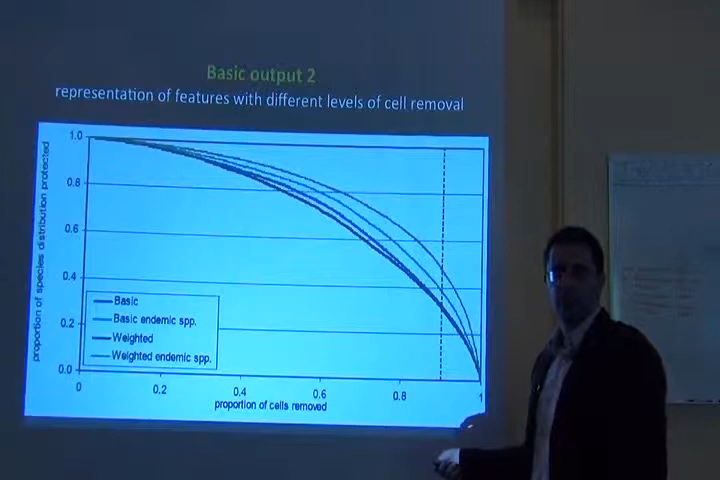 Basic output 2
representation of features with different levels of cell removal
proportion of species distribution protected
1.0
0.8
0.6
0.4
0.2
0.0
Basic
Basic endemic spp.
Weighted
Weighted endemic spp.
0
0.2
0.4
0.6
0.8
1
proportion of cells removed